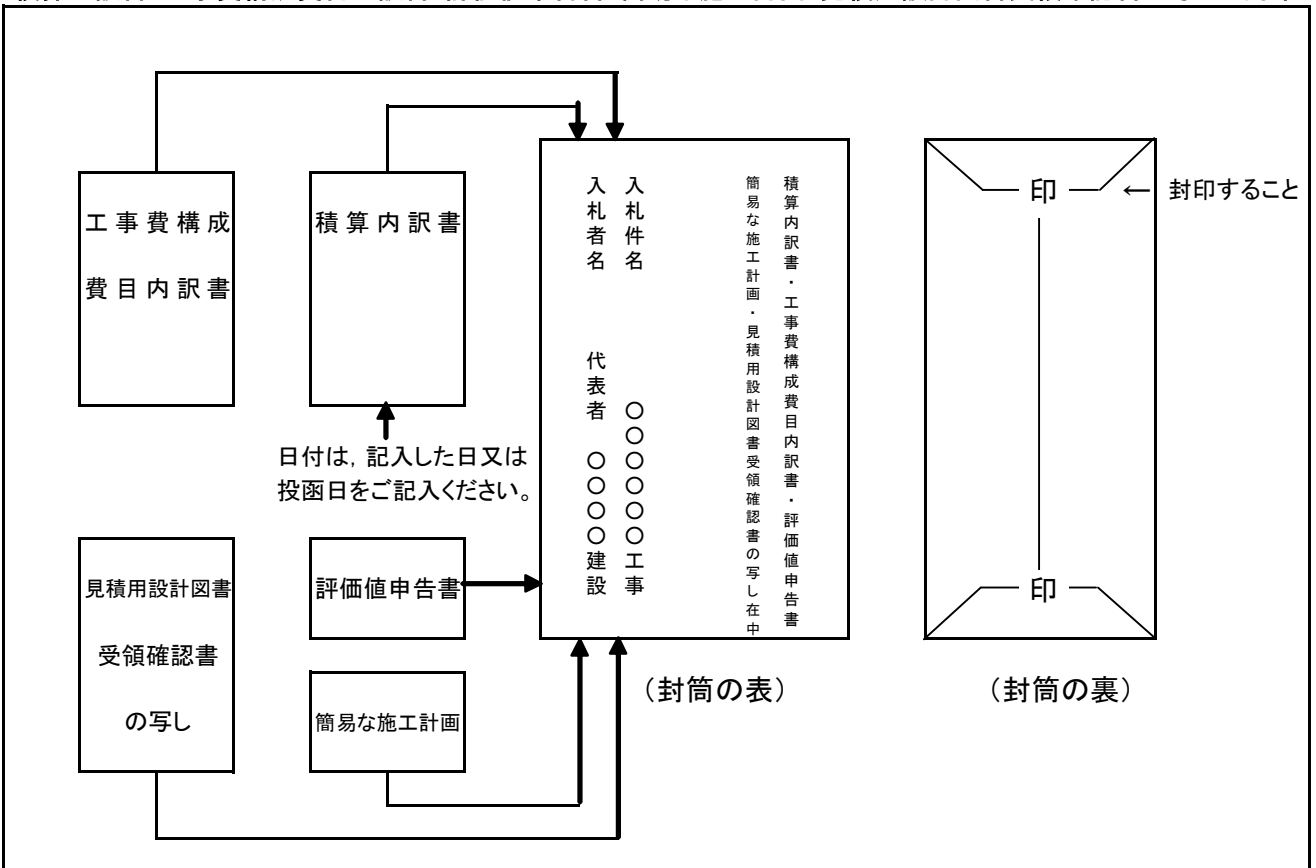 工事費構成
費目内訳書
積算内訳書
日付は，記入した日又は
投函日をご記入ください。
見積用設計図書
受領確認書
の写し
評価値申告書
簡易な施工計画
積算内訳書・工事費構成費目内訳書・評価値申告書
簡易な施工計画・見積用設計図書受領確認書の写し在中
入札件名　〇〇〇〇〇〇工事
入札者名　代表者　〇〇〇〇建設
（封筒の表）
印
← 封印すること
印
（封筒の裏）